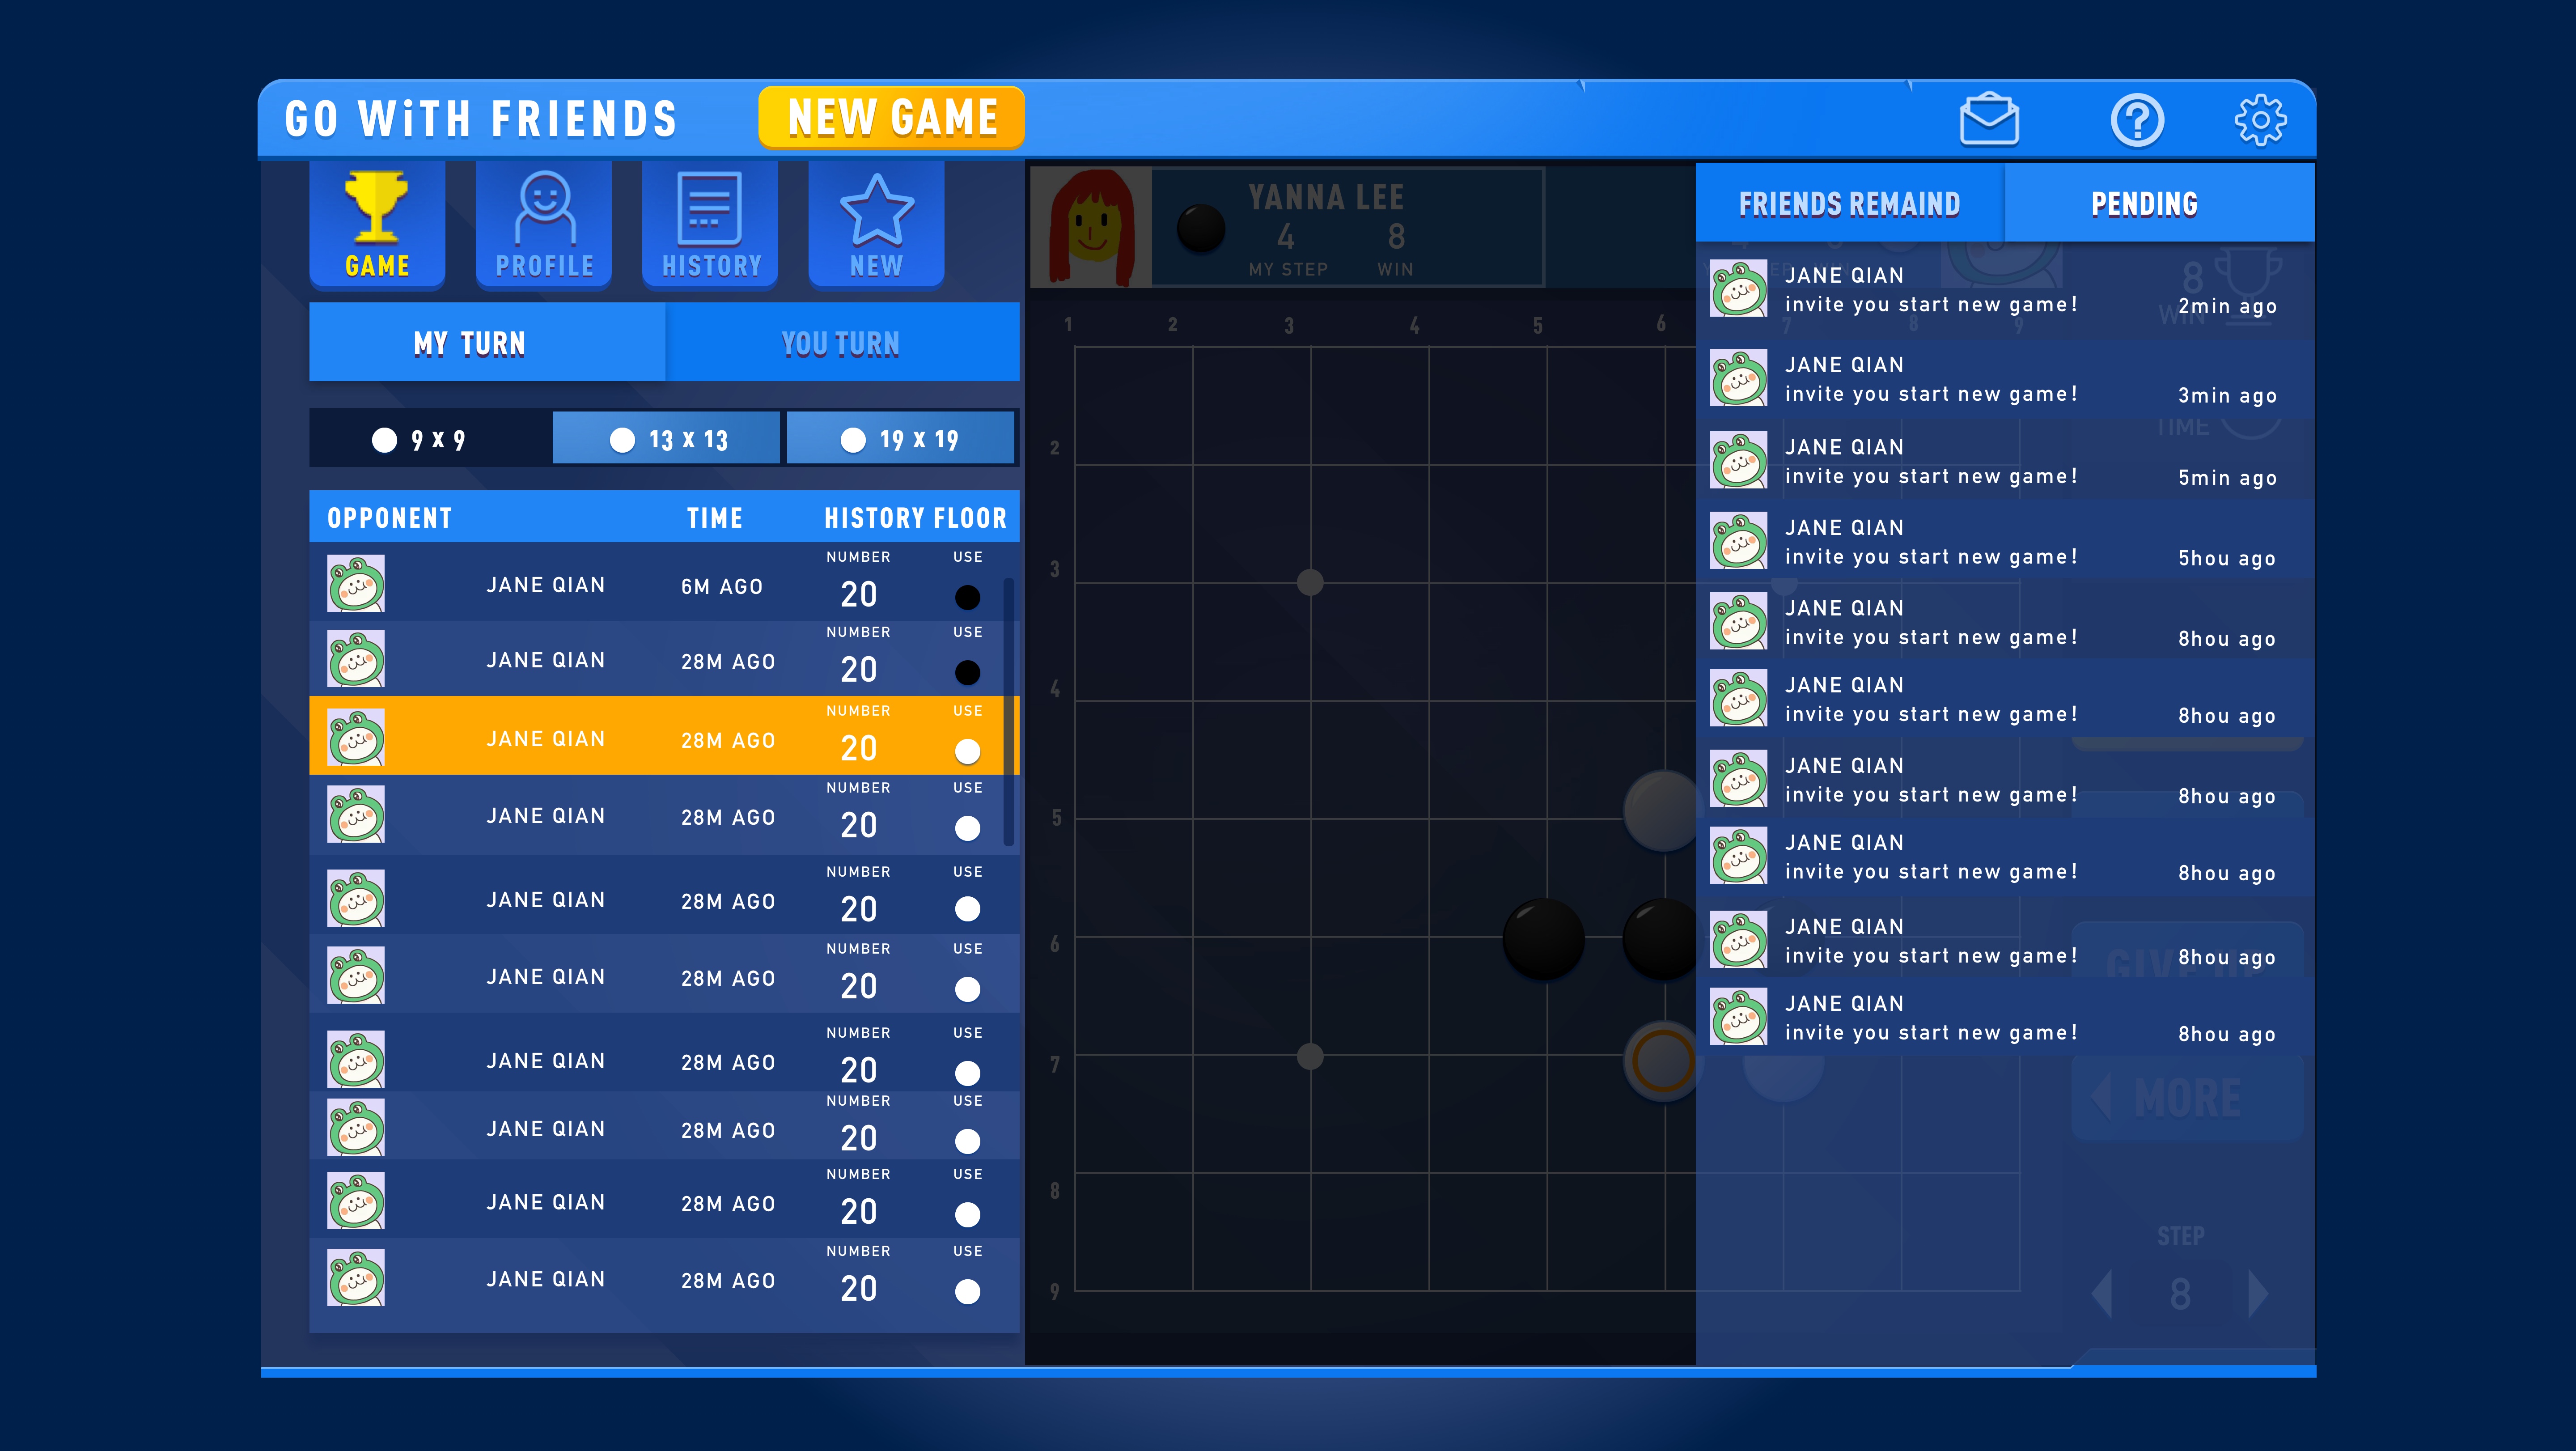 GO WiTH FRIENDS
NEW GAME
GAME
PROFILE
HISTORY
NEW
MY TURN
YOU TURN
9 X 9
13 X 13
19 X 19
OPPONENT TIME HISTORY FLOOR
NUMBER USE
JANE QIAN 6M AGO 20
NUMBER USE
JANE QIAN 28M AGO 20
NUMBER USE
JANE QIAN 28M AGO 20
NUMBER USE
JANE QIAN 28M AGO 20
NUMBER USE
JANE QIAN 28M AGO 20
NUMBER USE
JANE QIAN 28M AGO 20
NUMBER USE
JANE QIAN 28M AGO 20
NUMBER USE
JANE QIAN 28M AGO 20
NUMBER USE
JANE QIAN 28M AGO 20
NUMBER USE
JANE QIAN 28M AGO 20
YANNA LEE
4 8
MY STEP WIN
1 2 3 4 5 6 7 8 9
2
3
4
5
6
7
8
9
FRIENDS REMAIND
PENDING
JANE QIAN
invite you start new game! 2min ago
JANE QIAN
invite you start new game! 3min ago
JANE QIAN
invite you start new game! 5min ago
JANE QIAN
invite you start new game! 5hou ago
JANE QIAN
invite you start new game! 8hou ago
JANE QIAN
invite you start new game! 8hou ago
JANE QIAN
invite you start new game! 8hou ago
JANE QIAN
invite you start new game! 8hou ago
JANE QIAN
invite you start new game! 8hou ago
JANE QIAN
invite you start new game! 8hou ago
8
WIN
TIME
GIVE UP
MORE
STEP
8